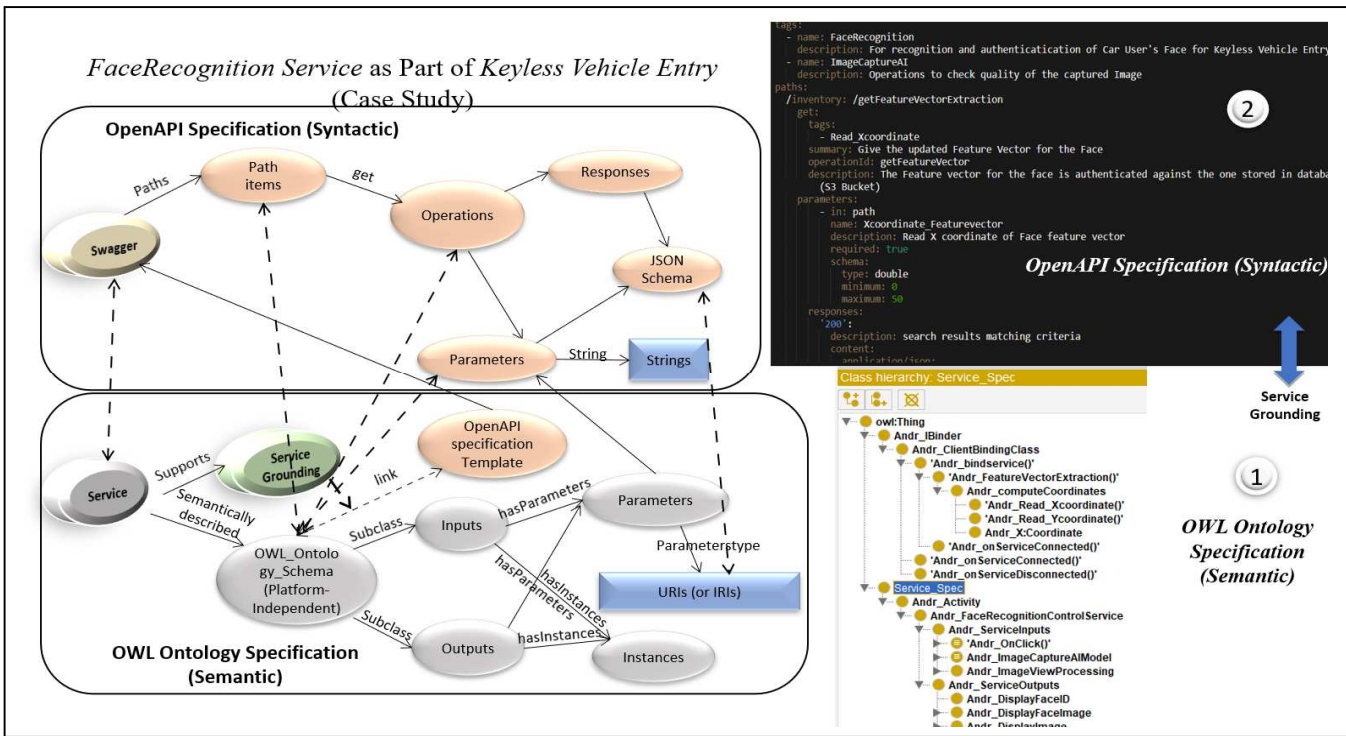 FaceRecognition Service as Part of Keyless Vehicle Entry
(Case Study)
OpenAPI Specification (Syntactic)
Paths
Path
items
get
Responses
Operations
Swagger
JSON
Schema
Parameters
String
Strings
OpenAPI
specification
Template
Service
Grounding
Supports
link
Service
Semantically
described
Subclass
Inputs
hasParameters
Parameters
OWL_Ontolo
gy_Schema
(Platform-
Independent)
Parameterstype
hasInstances
hasParameters
URIs (or IRIs)
Subclass
Outputs
hasInstances
Instances
OWL Ontology Specification
(Semantic)
tags:
- name: FaceRecognition
description: For recognition and authenticatication of Car User's Face for Keyless Vehicle Entry
- name: ImageCaptureAI
description: Operations to check quality of the captured Image
paths:
/inventory: /getFeatureVectorExtraction
get:
tags:
- Read_Xcoordinate
summary: Give the updated Feature Vector for the Face
operationId: getFeatureVector
description: The Feature vector for the face is authenticated against the one stored in databa
(S3 Bucket)
parameters:
- in: path
name: Xcoordinate_Featurevector
description: Read X coordinate of Face feature vector
required: true
schema:
type: double
minimum: 0
maximum: 50
responses:
'200':
description: search results matching criteria
content:
application/json:
2
OpenAPI Specification (Syntactic)
Service
Grounding
Class hierarchy: Service_Spec
owl:Thing
Andr_IBinder
Andr_ClientBindingClass
'Andr_bindservice()'
'Andr_FeatureVectorExtraction()'
Andr_computeCoordinates
'Andr_Read_Xcoordinate()'
'Andr_Read_Ycoordinate()'
Andr_X:Coordinate
'Andr_onServiceConnected()'
'Andr_onServiceConnected()'
'Andr_onServiceDisconnected()'
Service_Spec
Andr_Activity
Andr_FaceRecognitionControlService
Andr_ServiceInputs
'Andr_OnClick()'
Andr_ImageCaptureAIModel
Andr_ImageViewProcessing
Andr_ServiceOutputs
Andr_DisplayFaceID
Andr_DisplayFaceImage
Andr_DisplayImage
1
OWL Ontology
Specification
(Semantic)